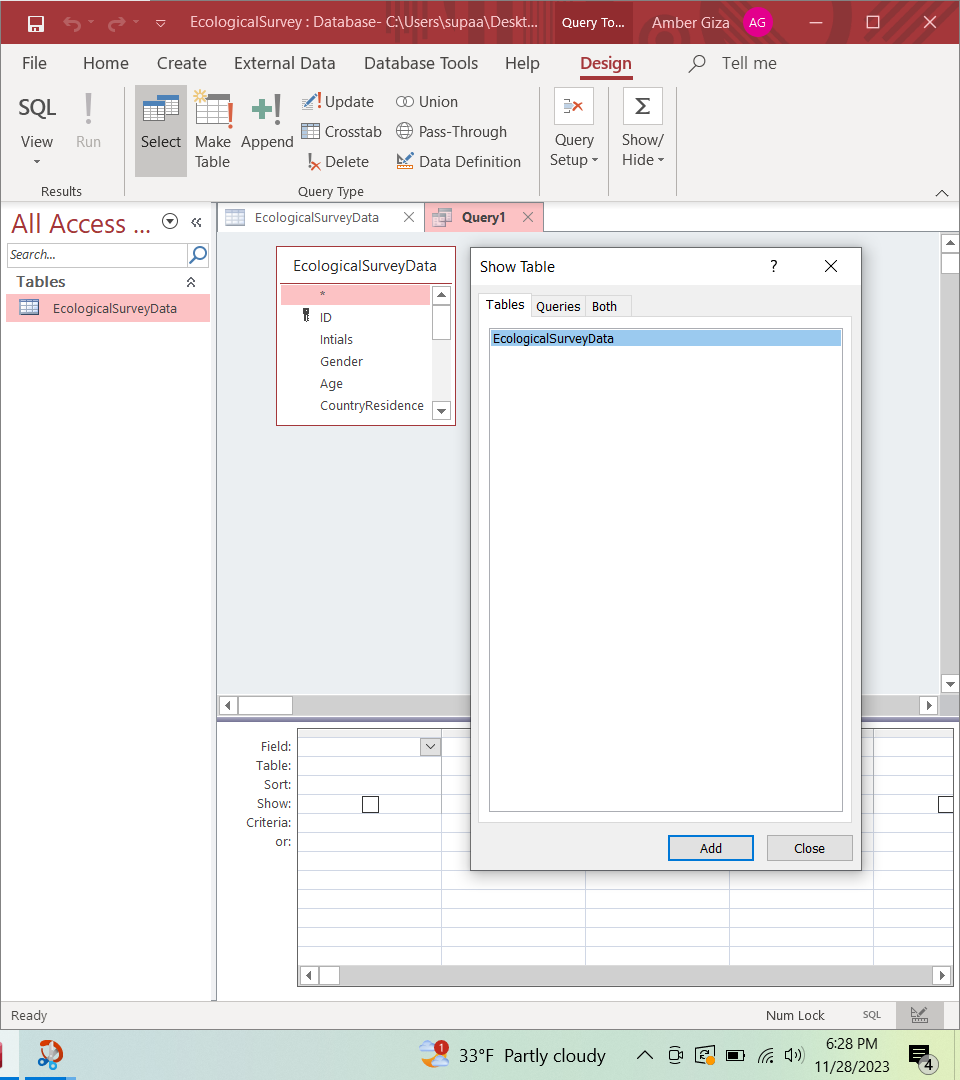 EcologicalSurvey : Database- C:\Users\supaa\Deskt... Query To... Amber Giza AG
File Home Create External Data Database Tools Help Design Tell me
SQL
View
Run
Results
Select
Make
Table
Append
Update
Crosstab
Delete
Union
Pass-Through
Data Definition
Query Type
Query
Setup
Show/
Hide
All Access ...
Search...
Tables
EcologicalSurveyData
EcologicalSurveyData Query1
EcologicalSurveyData
*
ID
Intials
Gender
Age
CountryResidence
Show Table ?
Tables Queries Both
EcologicalSurveyData
Add Close
Field:
Table:
Sort:
Show:
Criteria:
or:
Ready Num Lock SQL
1 33°F Partly cloudy
6:28 PM
11/28/2023
4